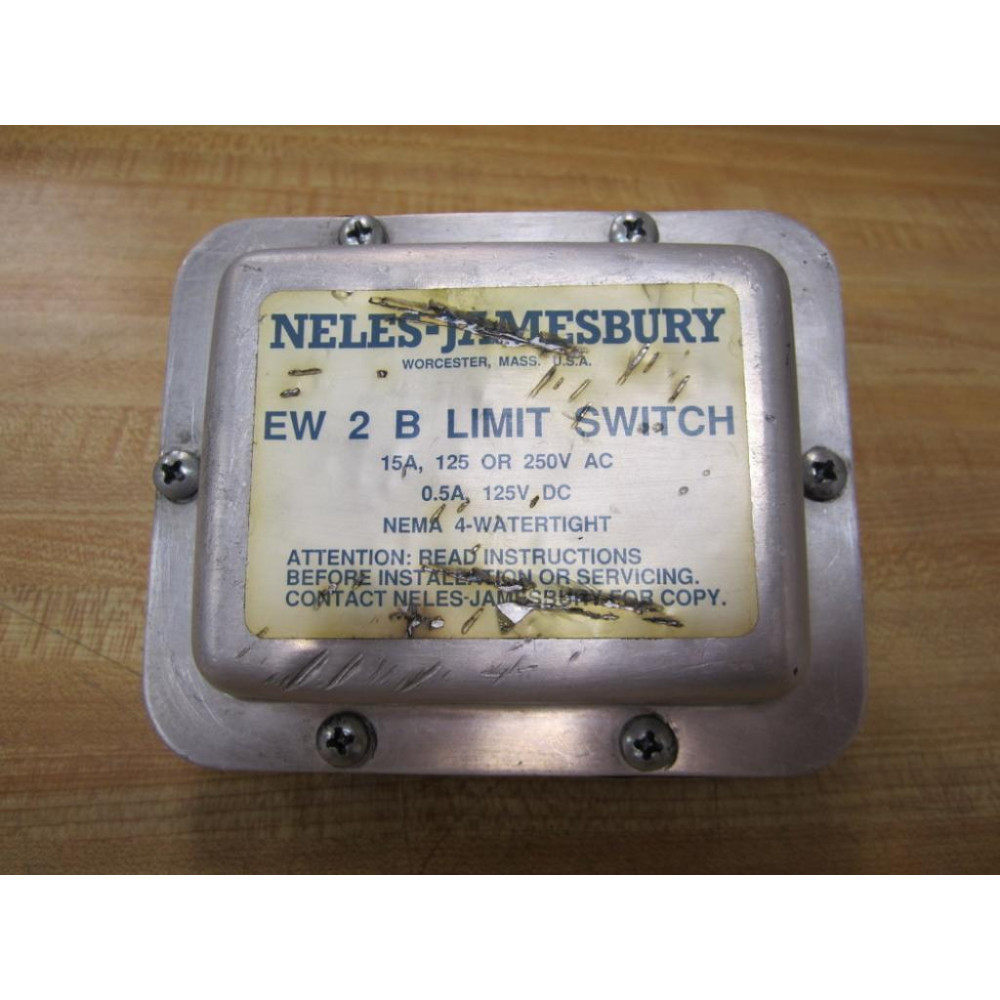 NELES-JAMESBURY
WORCESTER, MASS. U.S.A.
EW 2 B LIMIT SWITCH
15A, 125 OR 250V AC
0.5A, 125V DC
NEMA 4-WATERTIGHT
ATTENTION: READ INSTRUCTIONS
BEFORE INSTALLATION OR SERVICING.
CONTACT NELES-JAMESBURY FOR COPY.